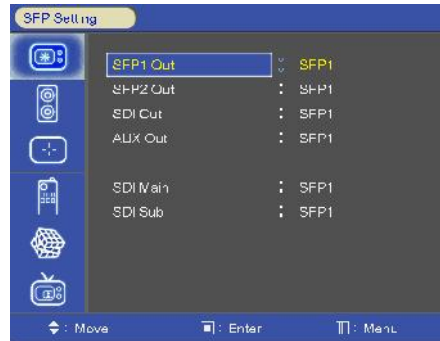 SFP Setting
SFP1 Out : SFP1
SFP2 Out : SFP1
SDI Out : SFP1
AUX Out : SFP1
SDI Main : SFP1
SDI Sub : SFP1
: Move : Enter : Menu